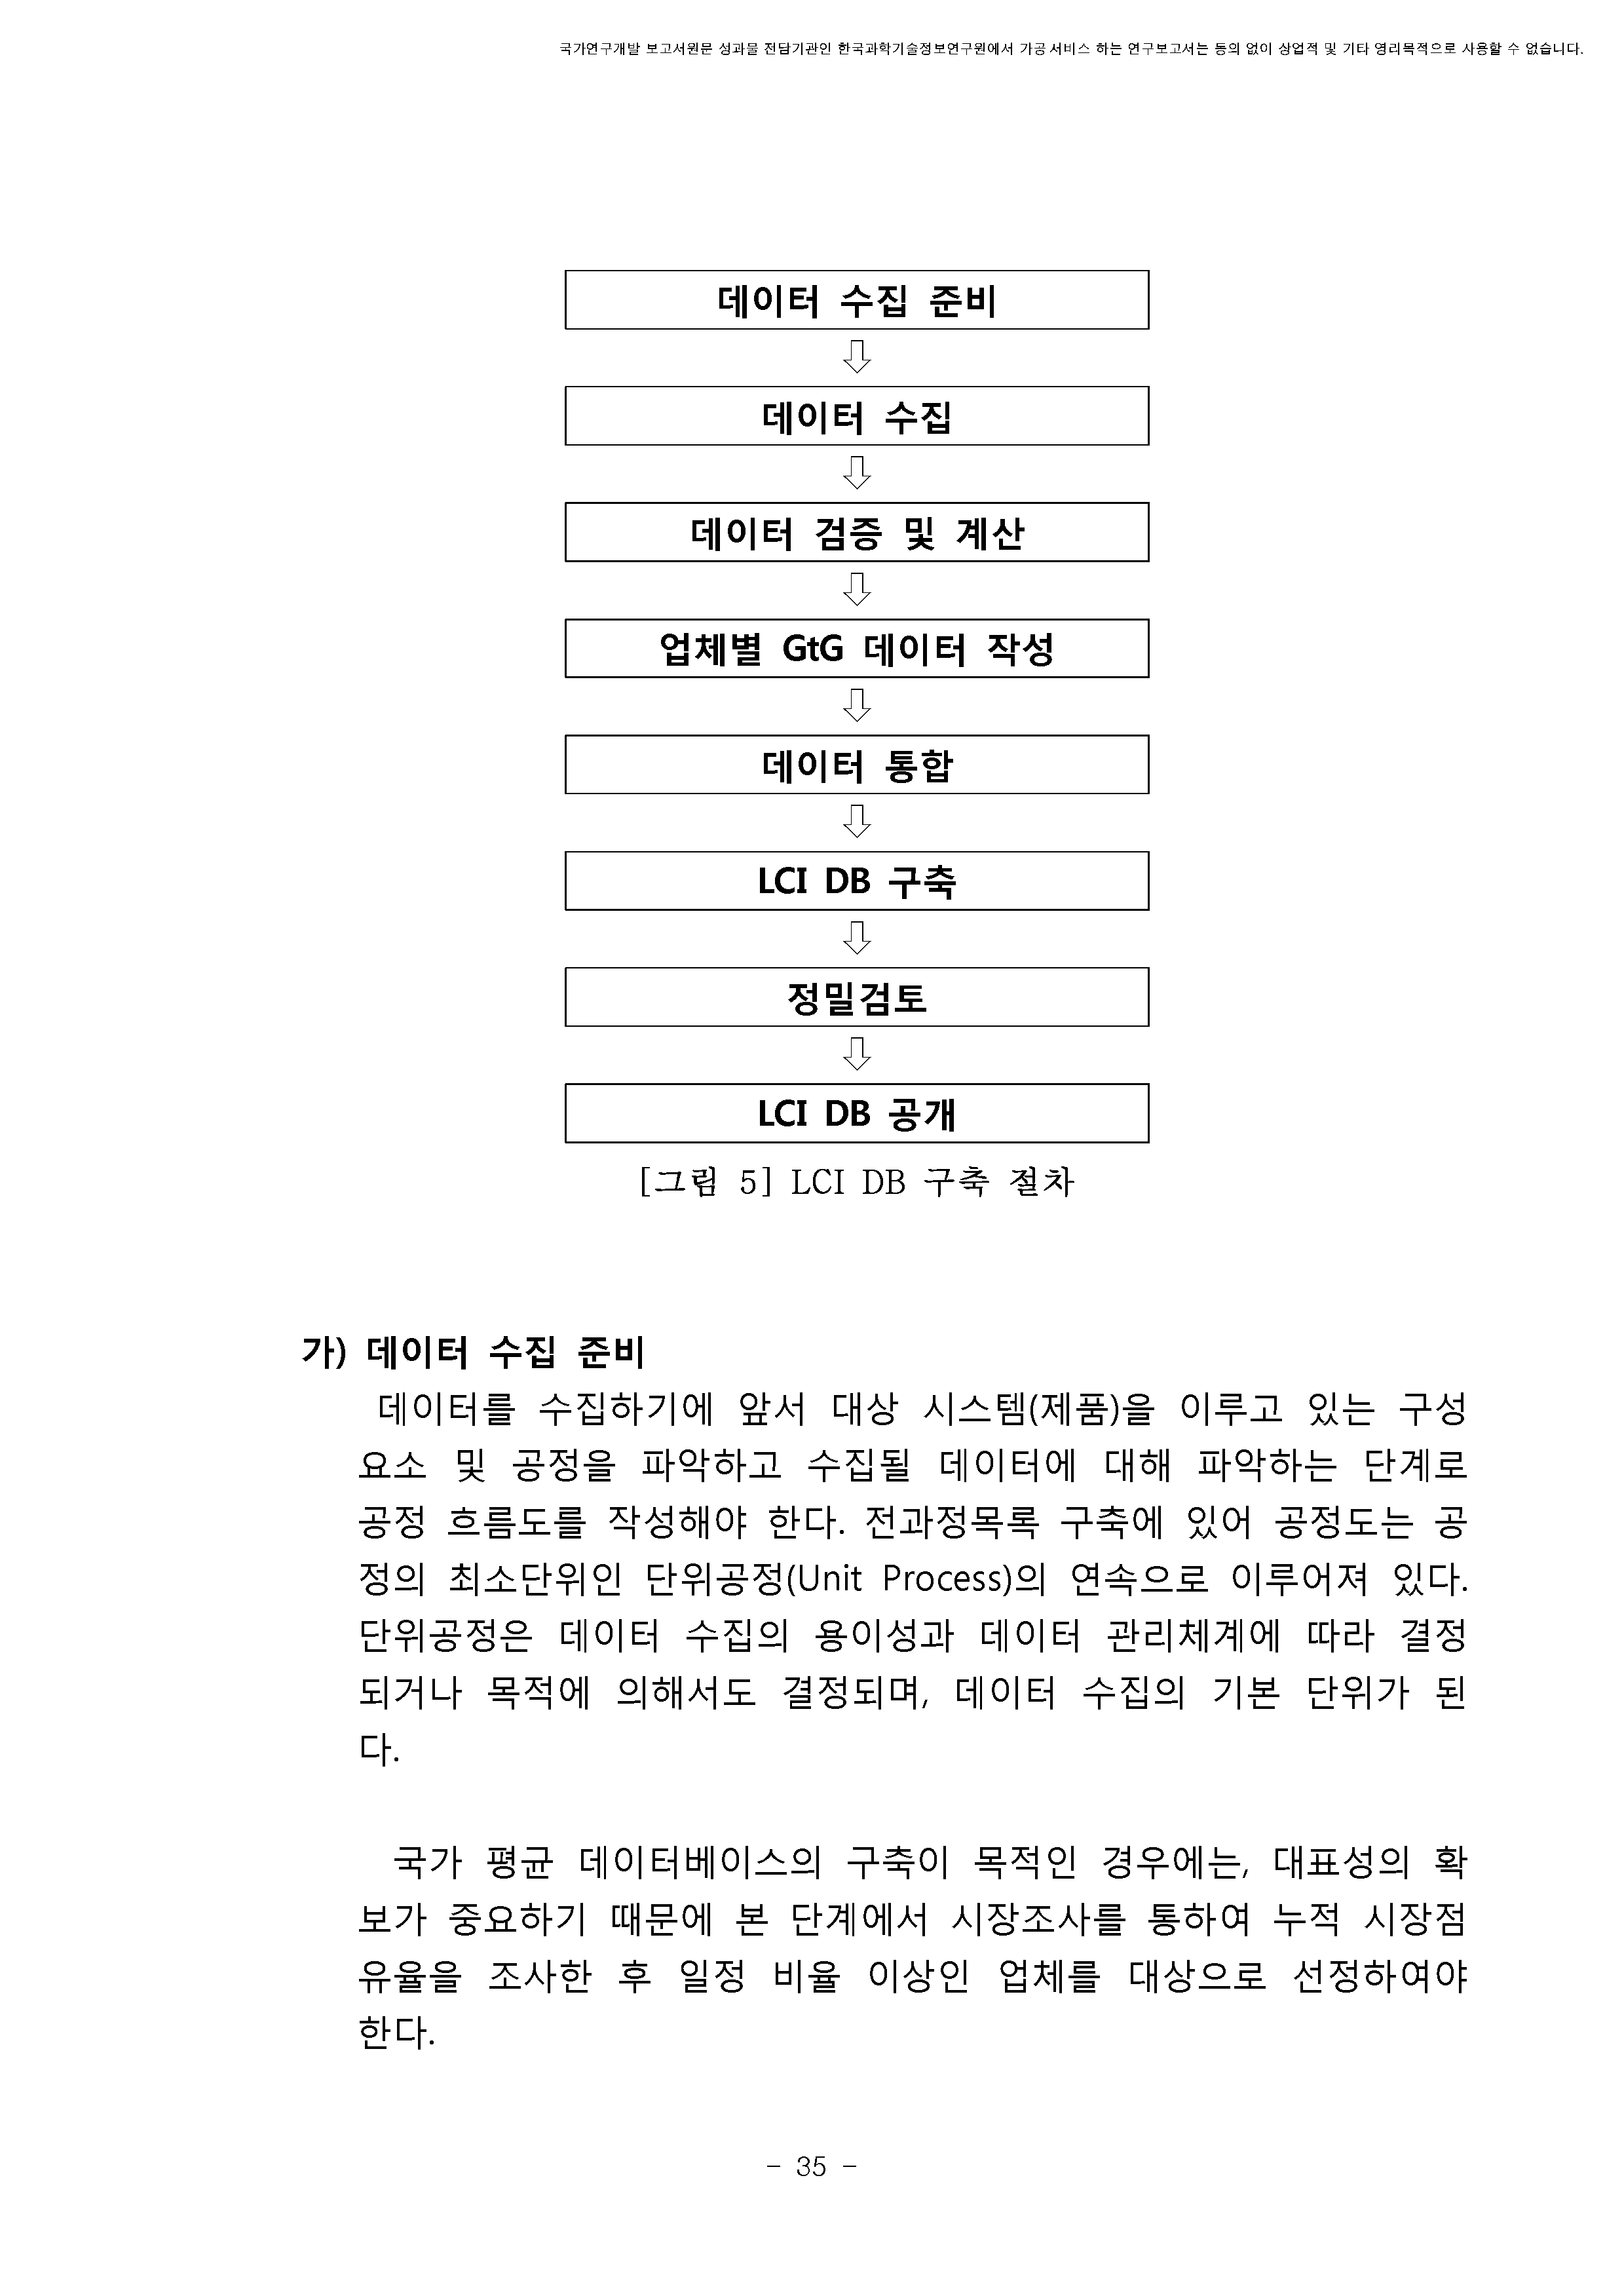 국가연구개발 보고서원문 성과물 전담기관인 한국과학기술정보연구원에서 가공·서비스 하는 연구보고서는 동의 없이 상업적 및 기타 영리목적으로 사용할 수 없습니다.
데이터 수집 준비
데이터 수집
데이터 검증 및 계산
업체별 GtG 데이터 작성
데이터 통합
LCI DB 구축
정밀검토
LCI DB 공개
[그림 5] LCI DB 구축 절차
가) 데이터 수집 준비
데이터를 수집하기에 앞서 대상 시스템(제품)을 이루고 있는 구성
요소 및 공정을 파악하고 수집될 데이터에 대해 파악하는 단계로
공정 흐름도를 작성해야 한다. 전과정목록 구축에 있어 공정도는 공
정의 최소단위인 단위공정(Unit Process)의 연속으로 이루어져 있다.
단위공정은 데이터 수집의 용이성과 데이터 관리체계에 따라 결정
되거나 목적에 의해서도 결정되며, 데이터 수집의 기본 단위가 된
다.
국가 평균 데이터베이스의 구축이 목적인 경우에는, 대표성의 확
보가 중요하기 때문에 본 단계에서 시장조사를 통하여 누적 시장점
유율을 조사한 후 일정 비율 이상인 업체를 대상으로 선정하여야
한다.
- 35 -